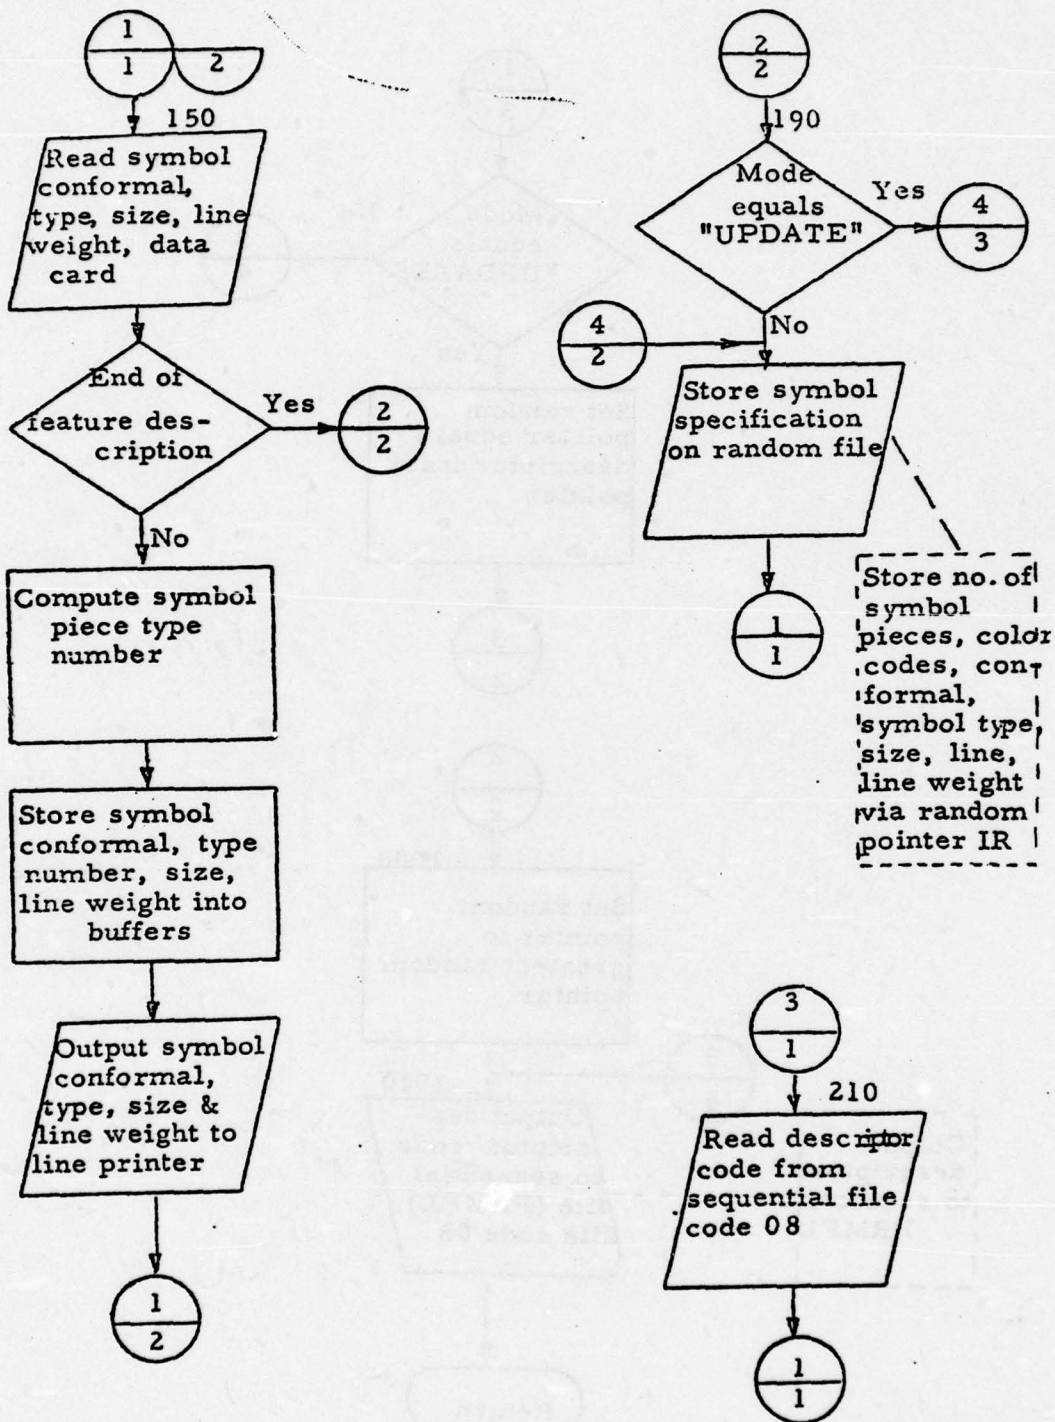 1
1
2
150
Read symbol
conformal,
type, size, line
weight, data
card
End of
feature des-
cription
Yes
2
2
No
Compute symbol
piece type
number
Store symbol
conformal, type
number, size,
line weight into
buffers
Output symbol
conformal,
type, size &
line weight to
line printer
1
2
2
2
190
Mode
equals
"UPDATE"
Yes
4
3
No
4
2
Store symbol
specification
on random file
1
1
Store no. of
symbol
pieces, color
codes, con-
formal,
symbol type,
size, line,
line weight
via random
pointer IR
3
1
210
Read descriptor
code from
sequential file
code 08
1
1